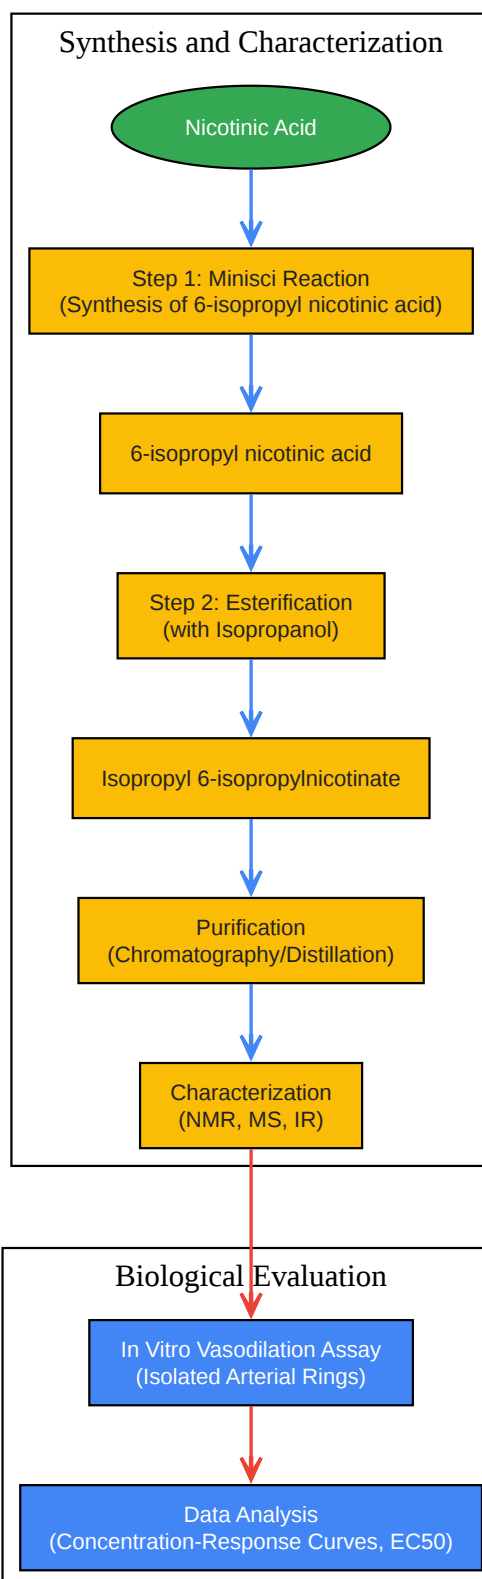 Synthesis and Characterization
Nicotinic Acid
Step 1: Minisci Reaction
(Synthesis of 6-isopropyl nicotinic acid)
6-isopropyl nicotinic acid
Step 2: Esterification
(with Isopropanol)
Isopropyl 6-isopropylnicotinate
Purification
(Chromatography/Distillation)
Characterization
(NMR, MS, IR)
Biological Evaluation
In Vitro Vasodilation Assay
(Isolated Arterial Rings)
Data Analysis
(Concentration-Response Curves, EC50)